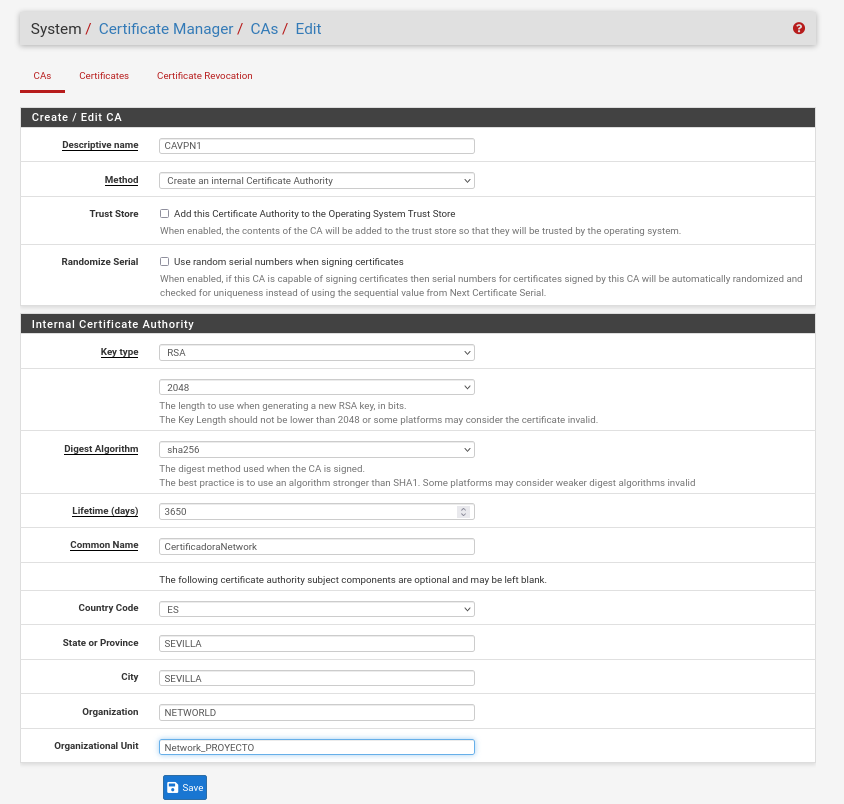 System / Certificate Manager / CAs / Edit
CAs Certificates Certificate Revocation
Create / Edit CA
Descriptive name CAVPN1
Method Create an internal Certificate Authority
Trust Store Add this Certificate Authority to the Operating System Trust Store
When enabled, the contents of the CA will be added to the trust store so that they will be trusted by the operating system.
Randomize Serial Use random serial numbers when signing certificates
When enabled, if this CA is capable of signing certificates then serial numbers for certificates signed by this CA will be automatically randomized and
checked for uniqueness instead of using the sequential value from Next Certificate Serial.
Internal Certificate Authority
Key type RSA
2048
The length to use when generating a new RSA key, in bits.
The Key Length should not be lower than 2048 or some platforms may consider the certificate invalid.
Digest Algorithm sha256
The digest method used when the CA is signed.
The best practice is to use an algorithm stronger than SHA1. Some platforms may consider weaker digest algorithms invalid
Lifetime (days) 3650
Common Name CertificadoraNetwork
The following certificate authority subject components are optional and may be left blank.
Country Code ES
State or Province SEVILLA
City SEVILLA
Organization NETWORLD
Organizational Unit Network_PROYECTO
Save